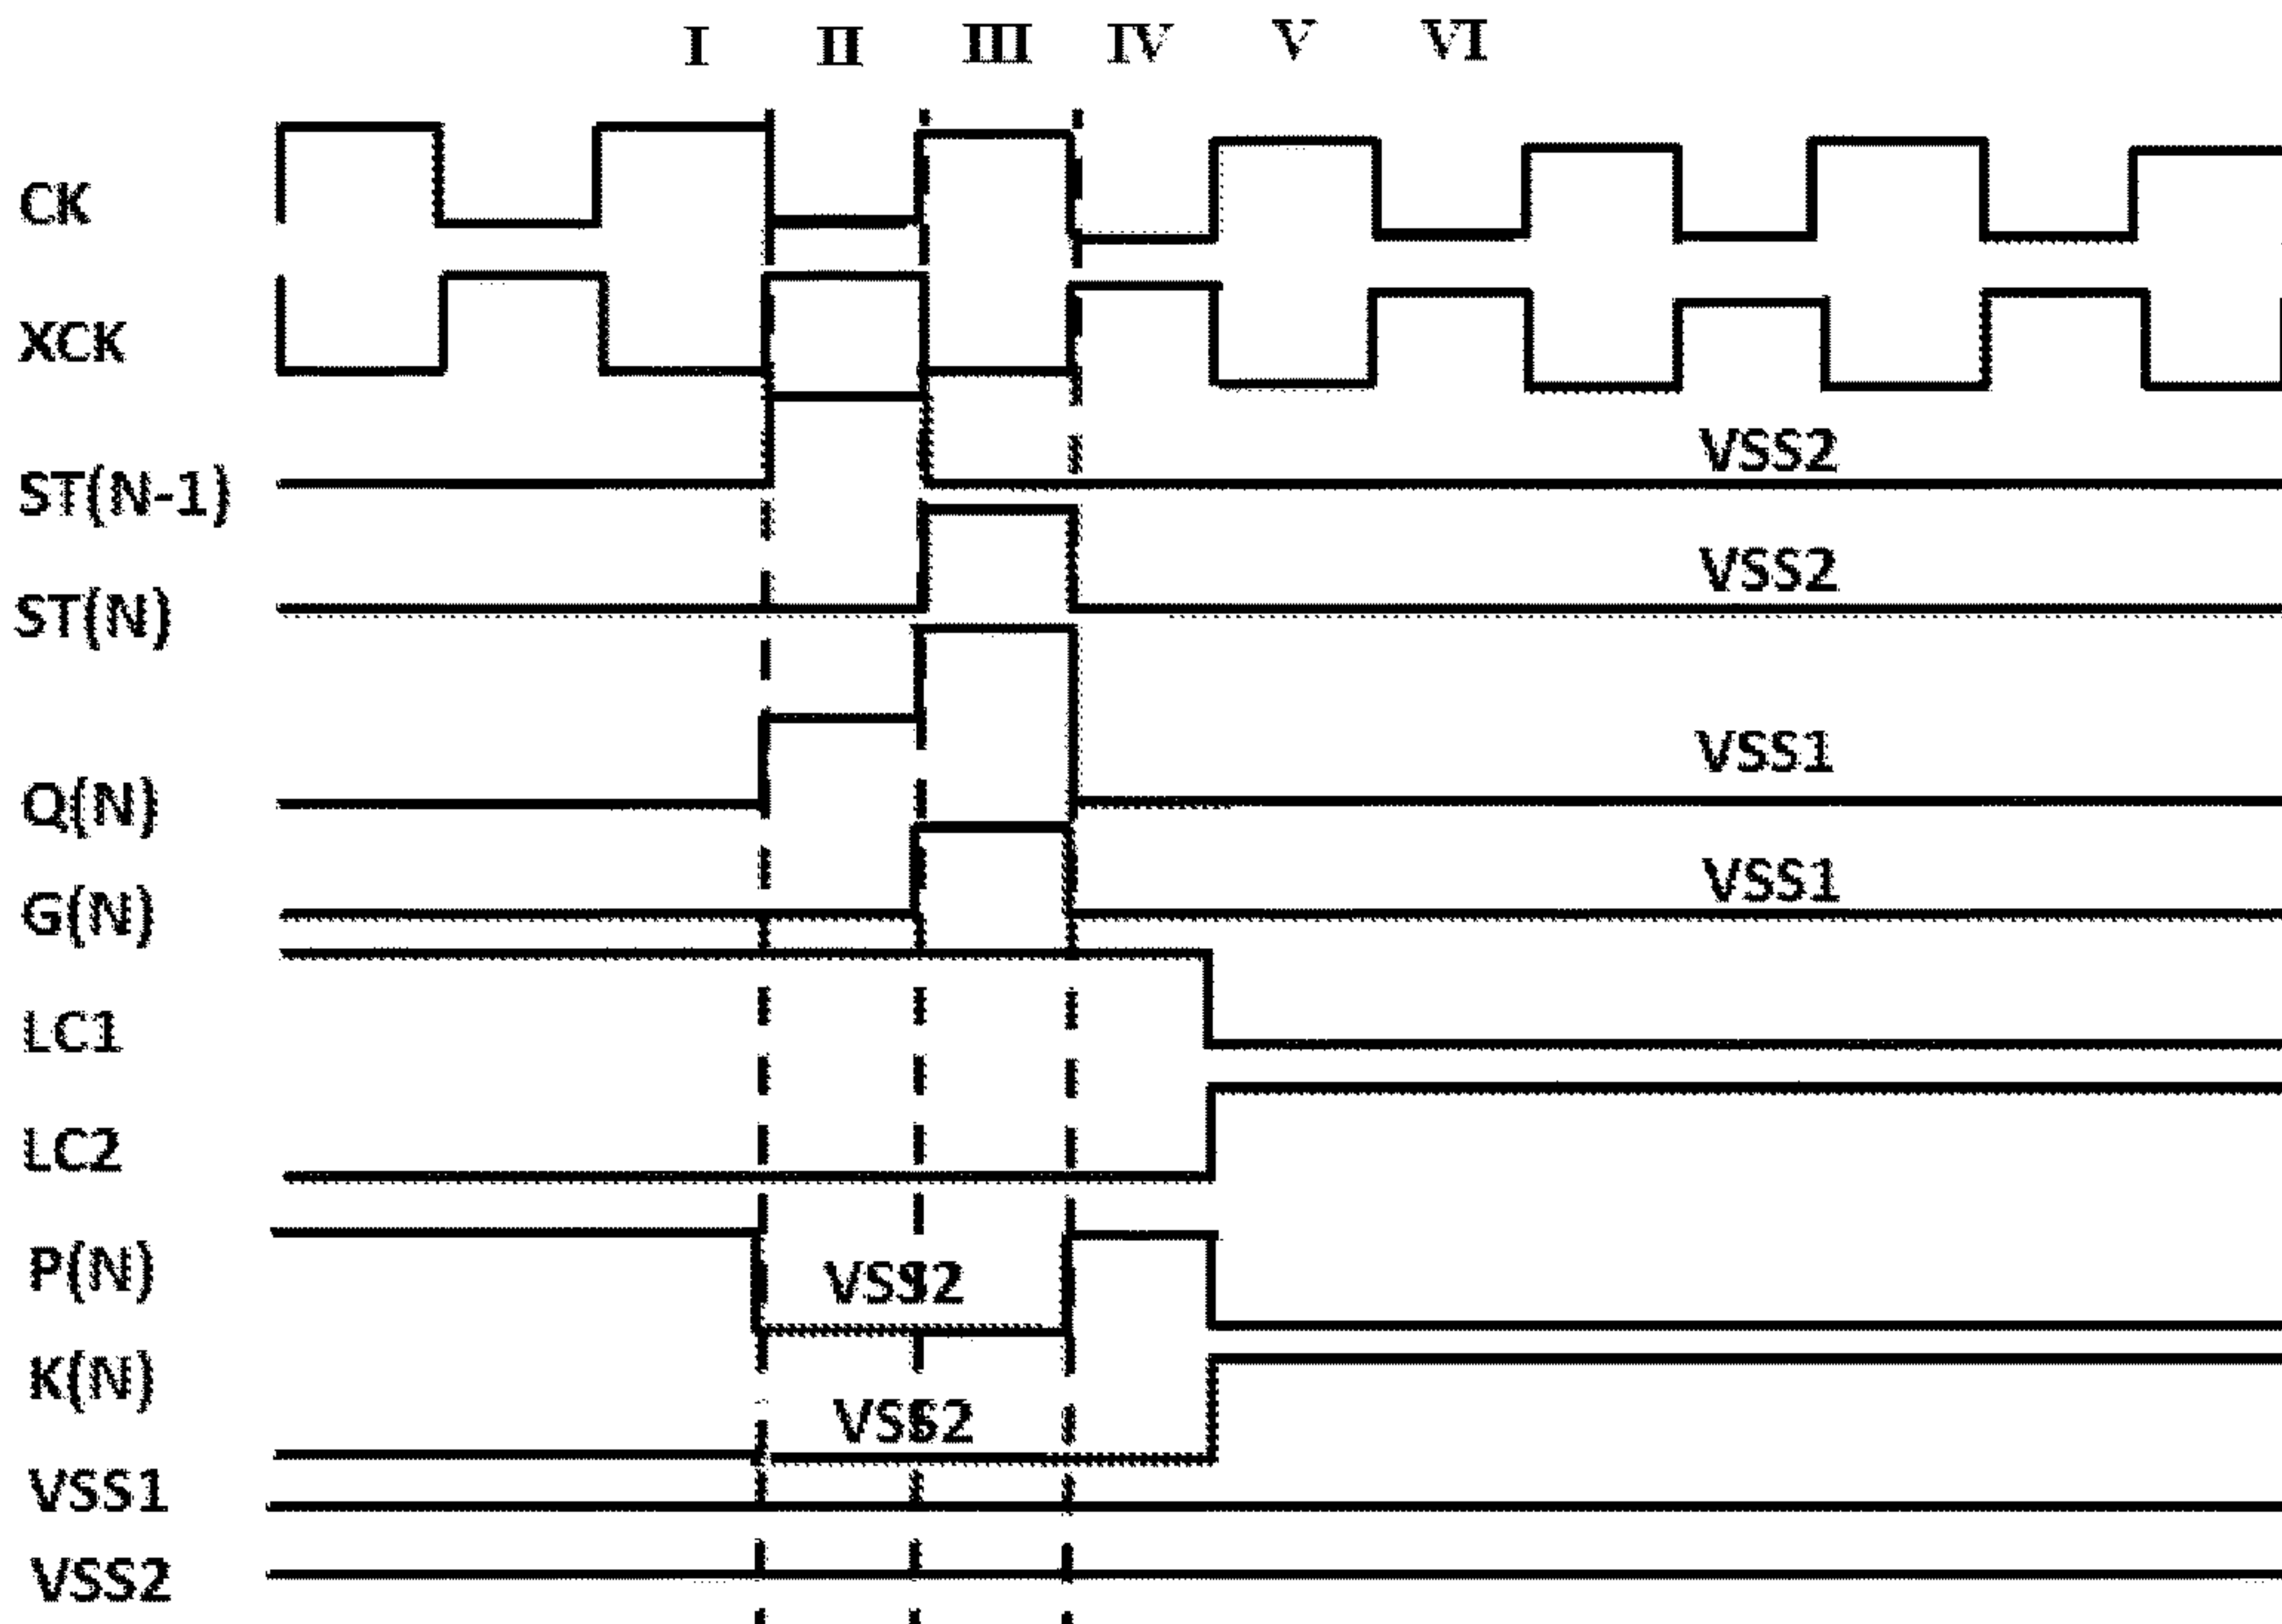 I II III IV V VI
CK
XCK
VSS2
ST(N-1)
VSS2
ST(N)
VSS1
Q(N)
VSS1
G(N)
LC1
LC2
P(N)
VSS2
K(N)
VSS2
VSS1
VSS2